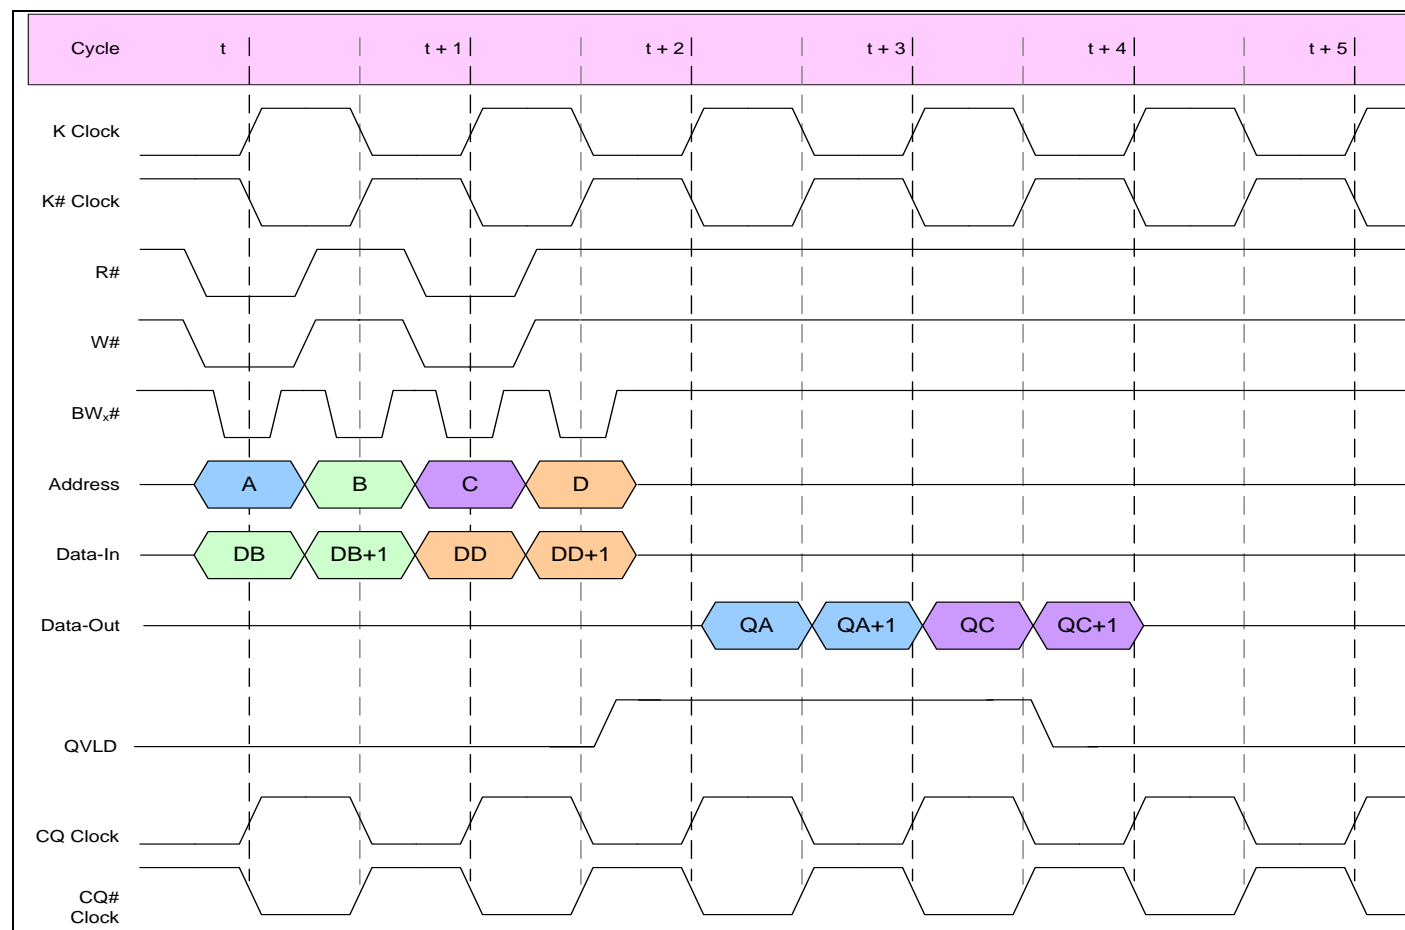 Cycle t t + 1 t + 2 t + 3 t + 4 t + 5
K Clock
K# Clock
R#
W#
BWx#
Address A B C D
Data-In DB DB+1 DD DD+1
Data-Out QA QA+1 QC QC+1
QVLD
CQ Clock
CQ#
Clock